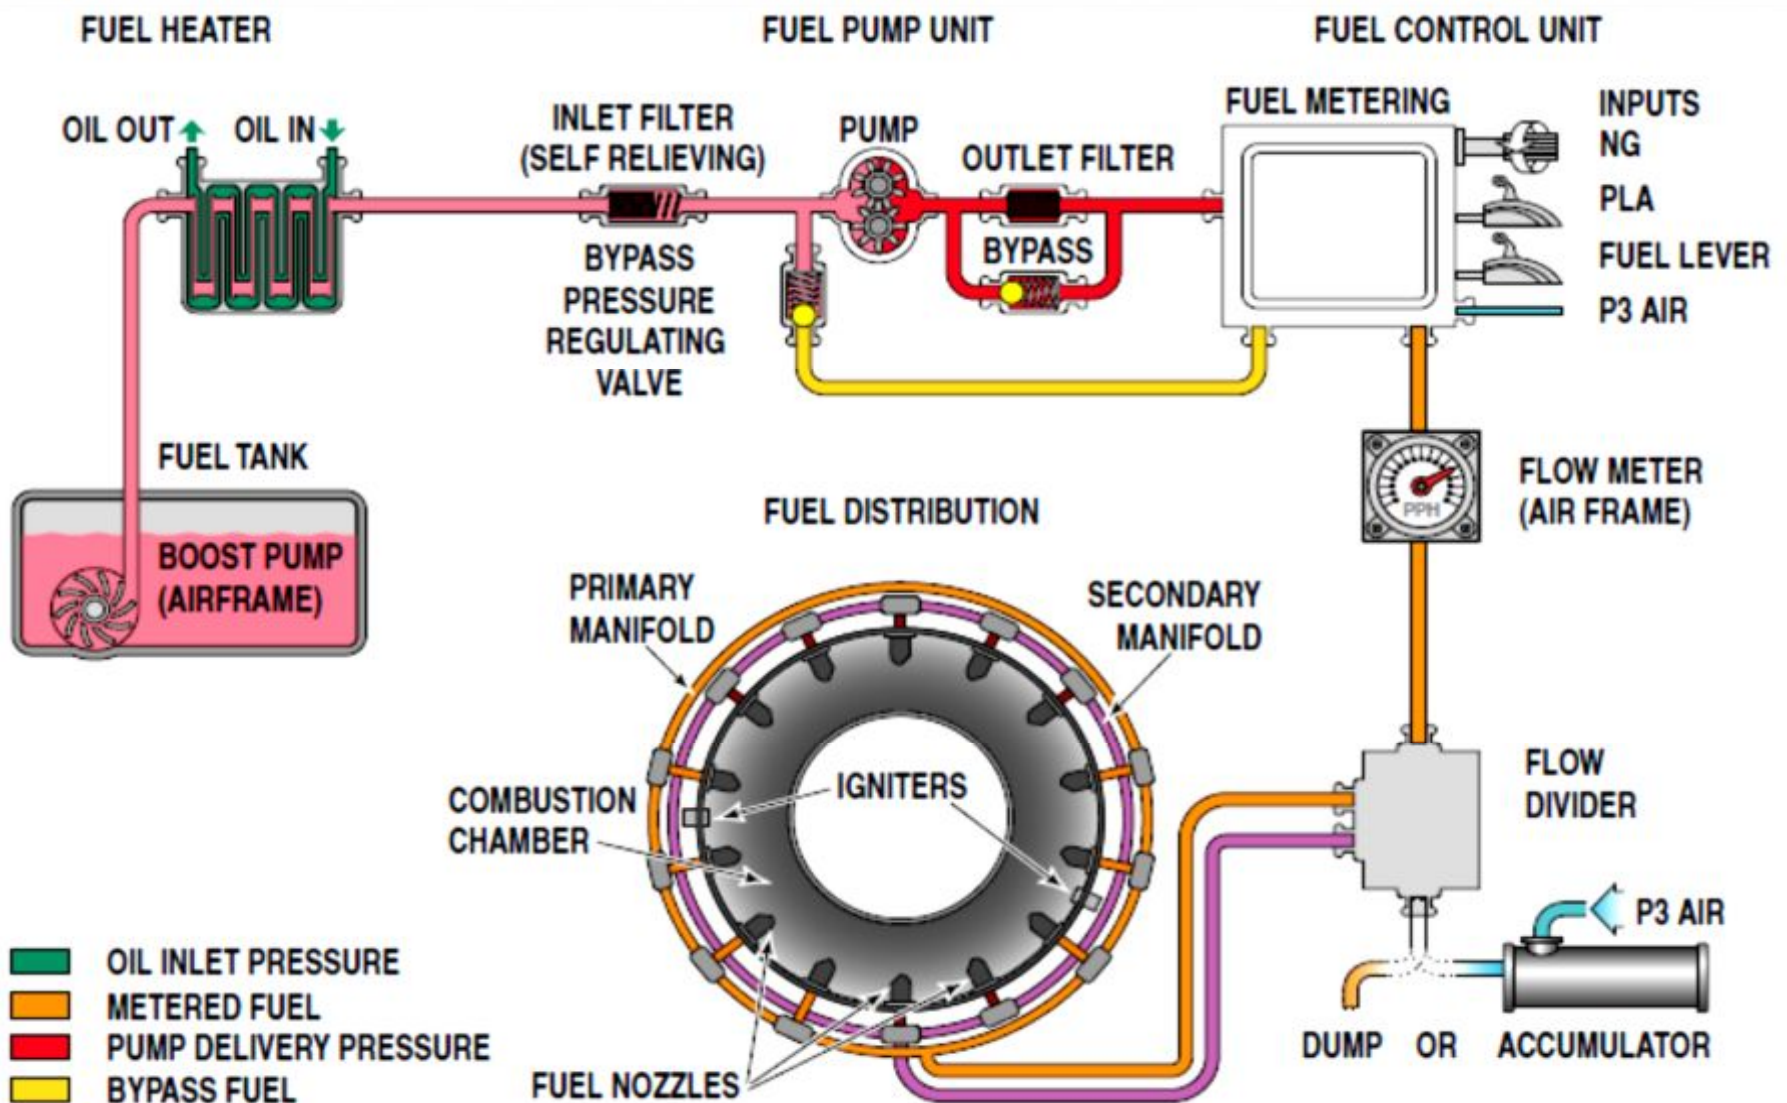 FUEL HEATER
FUEL PUMP UNIT
FUEL CONTROL UNIT
OIL OUT
OIL IN
INLET FILTER
(SELF RELIEVING)
PUMP
OUTLET FILTER
FUEL METERING
INPUTS
NG
PLA
FUEL LEVER
P3 AIR
BYPASS
BYPASS
PRESSURE
REGULATING
VALVE
FUEL TANK
BOOST PUMP
(AIRFRAME)
PPH
FLOW METER
(AIR FRAME)
FUEL DISTRIBUTION
PRIMARY
MANIFOLD
SECONDARY
MANIFOLD
COMBUSTION
CHAMBER
IGNITERS
FLOW
DIVIDER
P3 AIR
DUMP OR ACCUMULATOR
FUEL NOZZLES
OIL INLET PRESSURE
METERED FUEL
PUMP DELIVERY PRESSURE
BYPASS FUEL